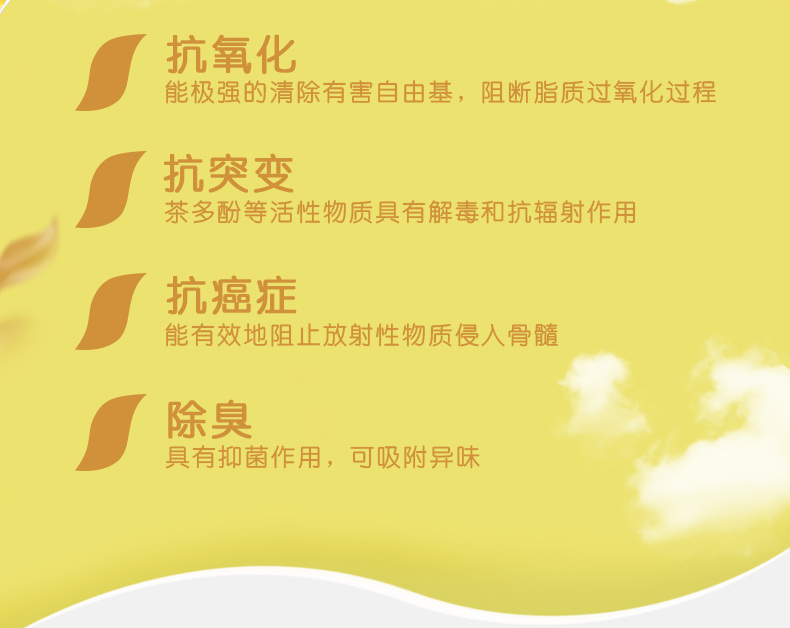 抗氧化
能极强的清除有害自由基，阻断脂质过氧化过程
抗突变
茶多酚等活性物质具有解毒和抗辐射作用
抗癌症
能有效地阻止放射性物质侵入骨髓
除臭
具有抑菌作用，可吸附异味